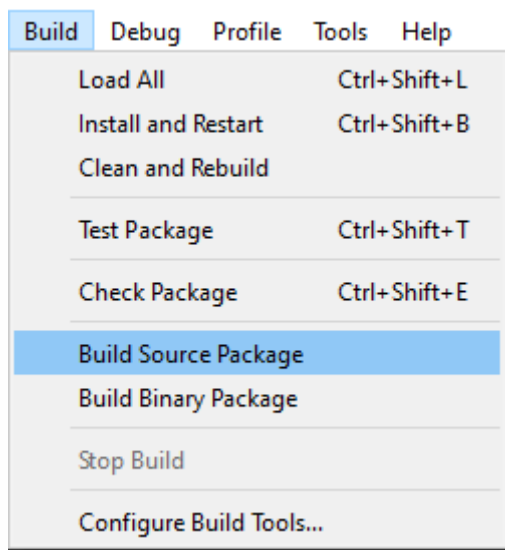 Build Debug Profile Tools Help
Load All Ctrl+Shift+L
Install and Restart Ctrl+Shift+B
Clean and Rebuild
Test Package Ctrl+Shift+T
Check Package Ctrl+Shift+E
Build Source Package
Build Binary Package
Stop Build
Configure Build Tools...